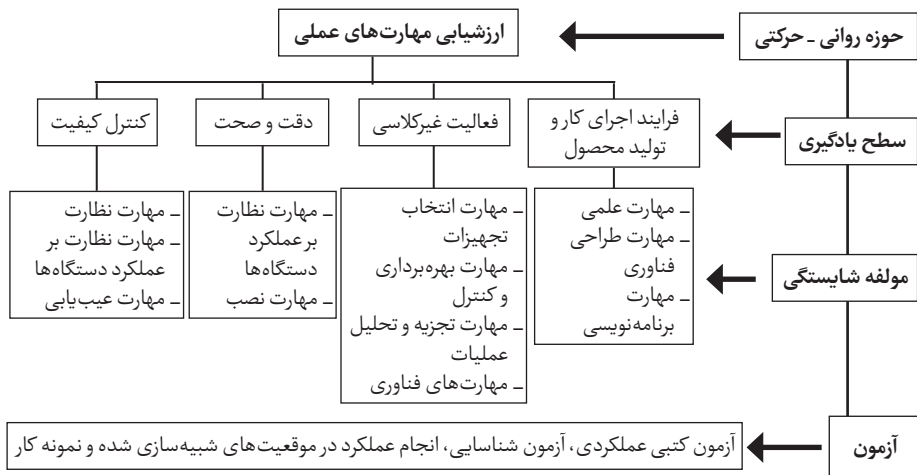 حوزه روانی ـ حرکتی
ارزشیابی مهارت‌های عملی
سطح یادگیری
فرایند اجرای کار و
تولید محصول
فعالیت غیرکلاسی
دقت و صحت
کنترل کیفیت
مولفه شایستگی
ـ مهارت علمی
ـ مهارت طراحی
فناوری
ـ مهارت
برنامه‌نویسی
ـ مهارت انتخاب
تجهیزات
ـ مهارت بهره‌برداری
و کنترل
ـ مهارت تجزیه و تحلیل
عملیات
ـ مهارت‌های فناوری
ـ مهارت نظارت
بر عملکرد
دستگاه‌ها
ـ مهارت نصب
ـ مهارت نظارت
ـ مهارت نظارت بر
عملکرد دستگاه‌ها
ـ مهارت عیب‌یابی
آزمون
آزمون کتبی عملکردی، آزمون شناسایی، انجام عملکرد در موقعیت‌های شبیه‌سازی شده و نمونه کار